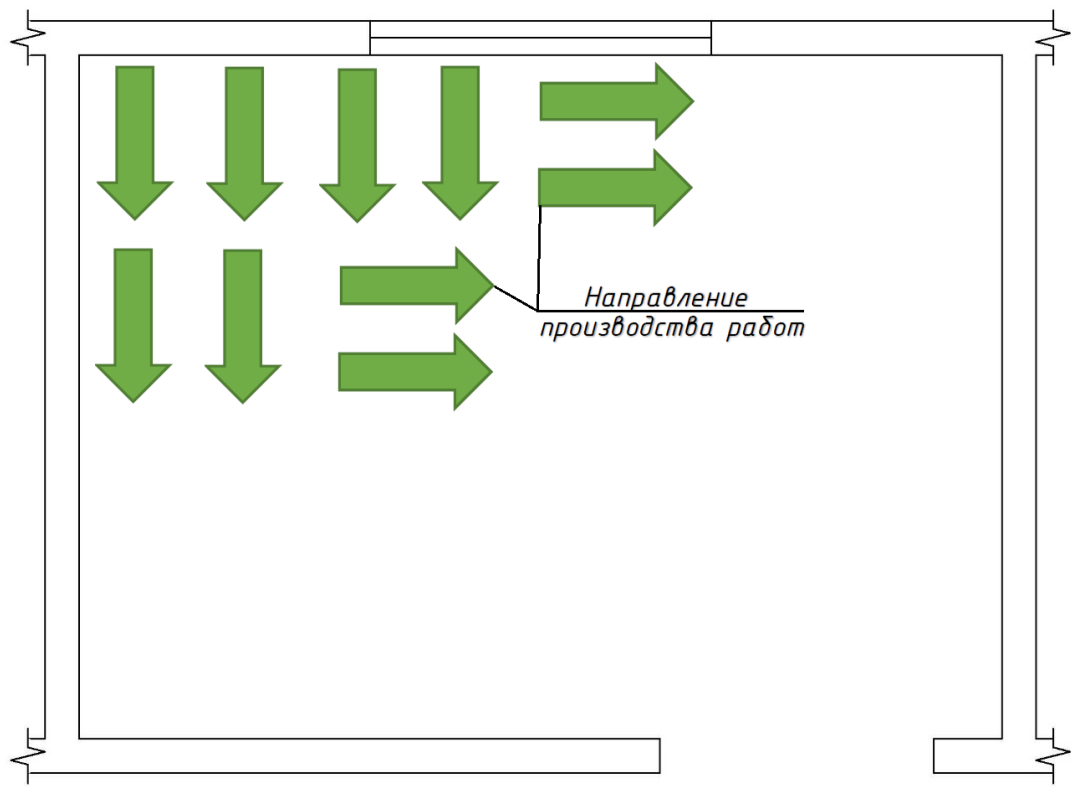 Направление
производства работ